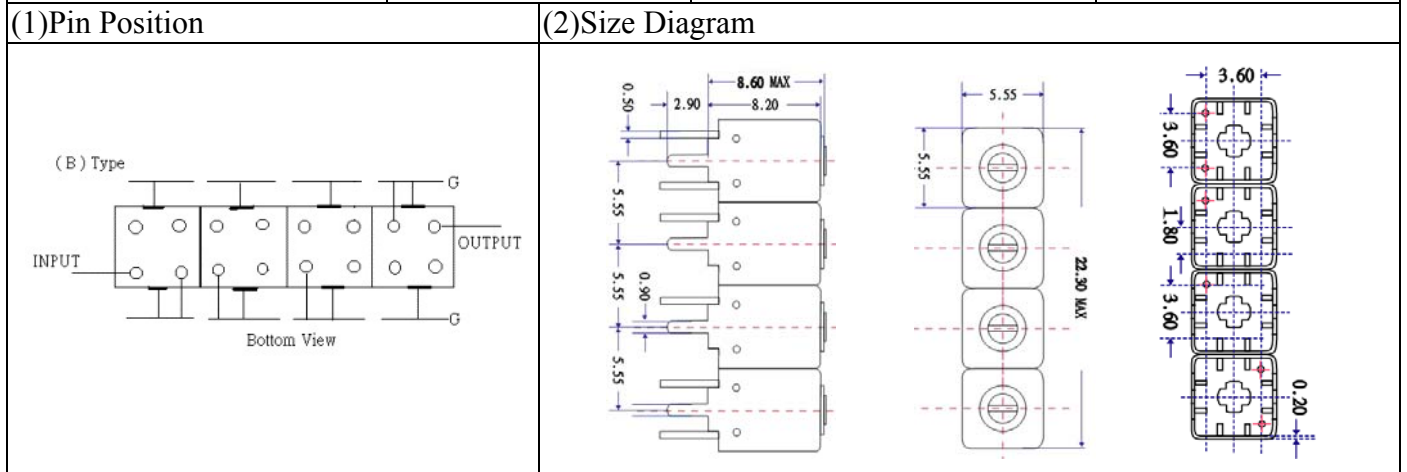 (1)Pin Position
(2)Size Diagram
(B) Type
G
INPUT
OUTPUT
G
Bottom View
0.50
2.90
8.60 MAX
8.20
5.55
5.55
0.90
5.55
5.55
5.55
22.30 MAX
3.60
3.60
1.80
3.60
0.20